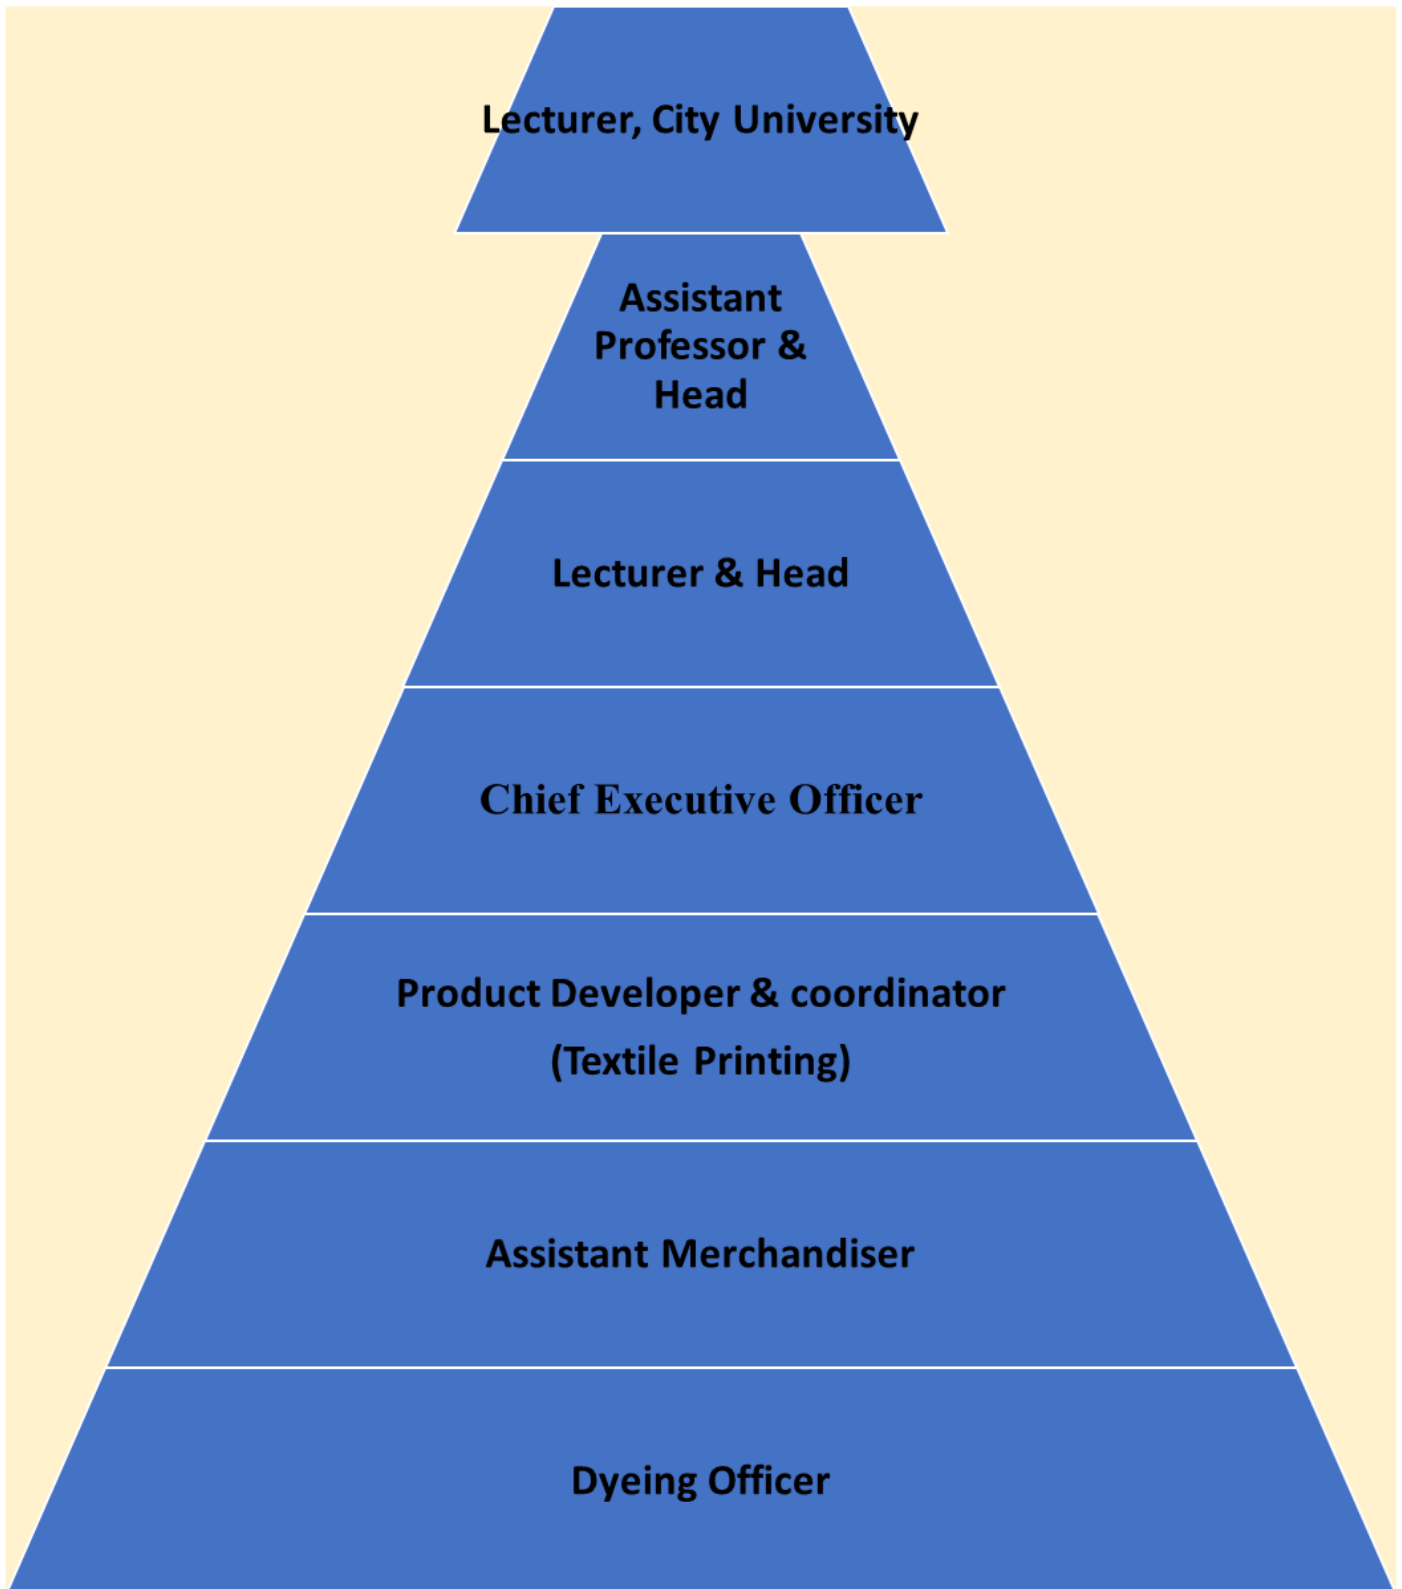 Lecturer, City University
Assistant
Professor &
Head
Lecturer & Head
Chief Executive Officer
Product Developer & coordinator
(Textile Printing)
Assistant Merchandiser
Dyeing Officer